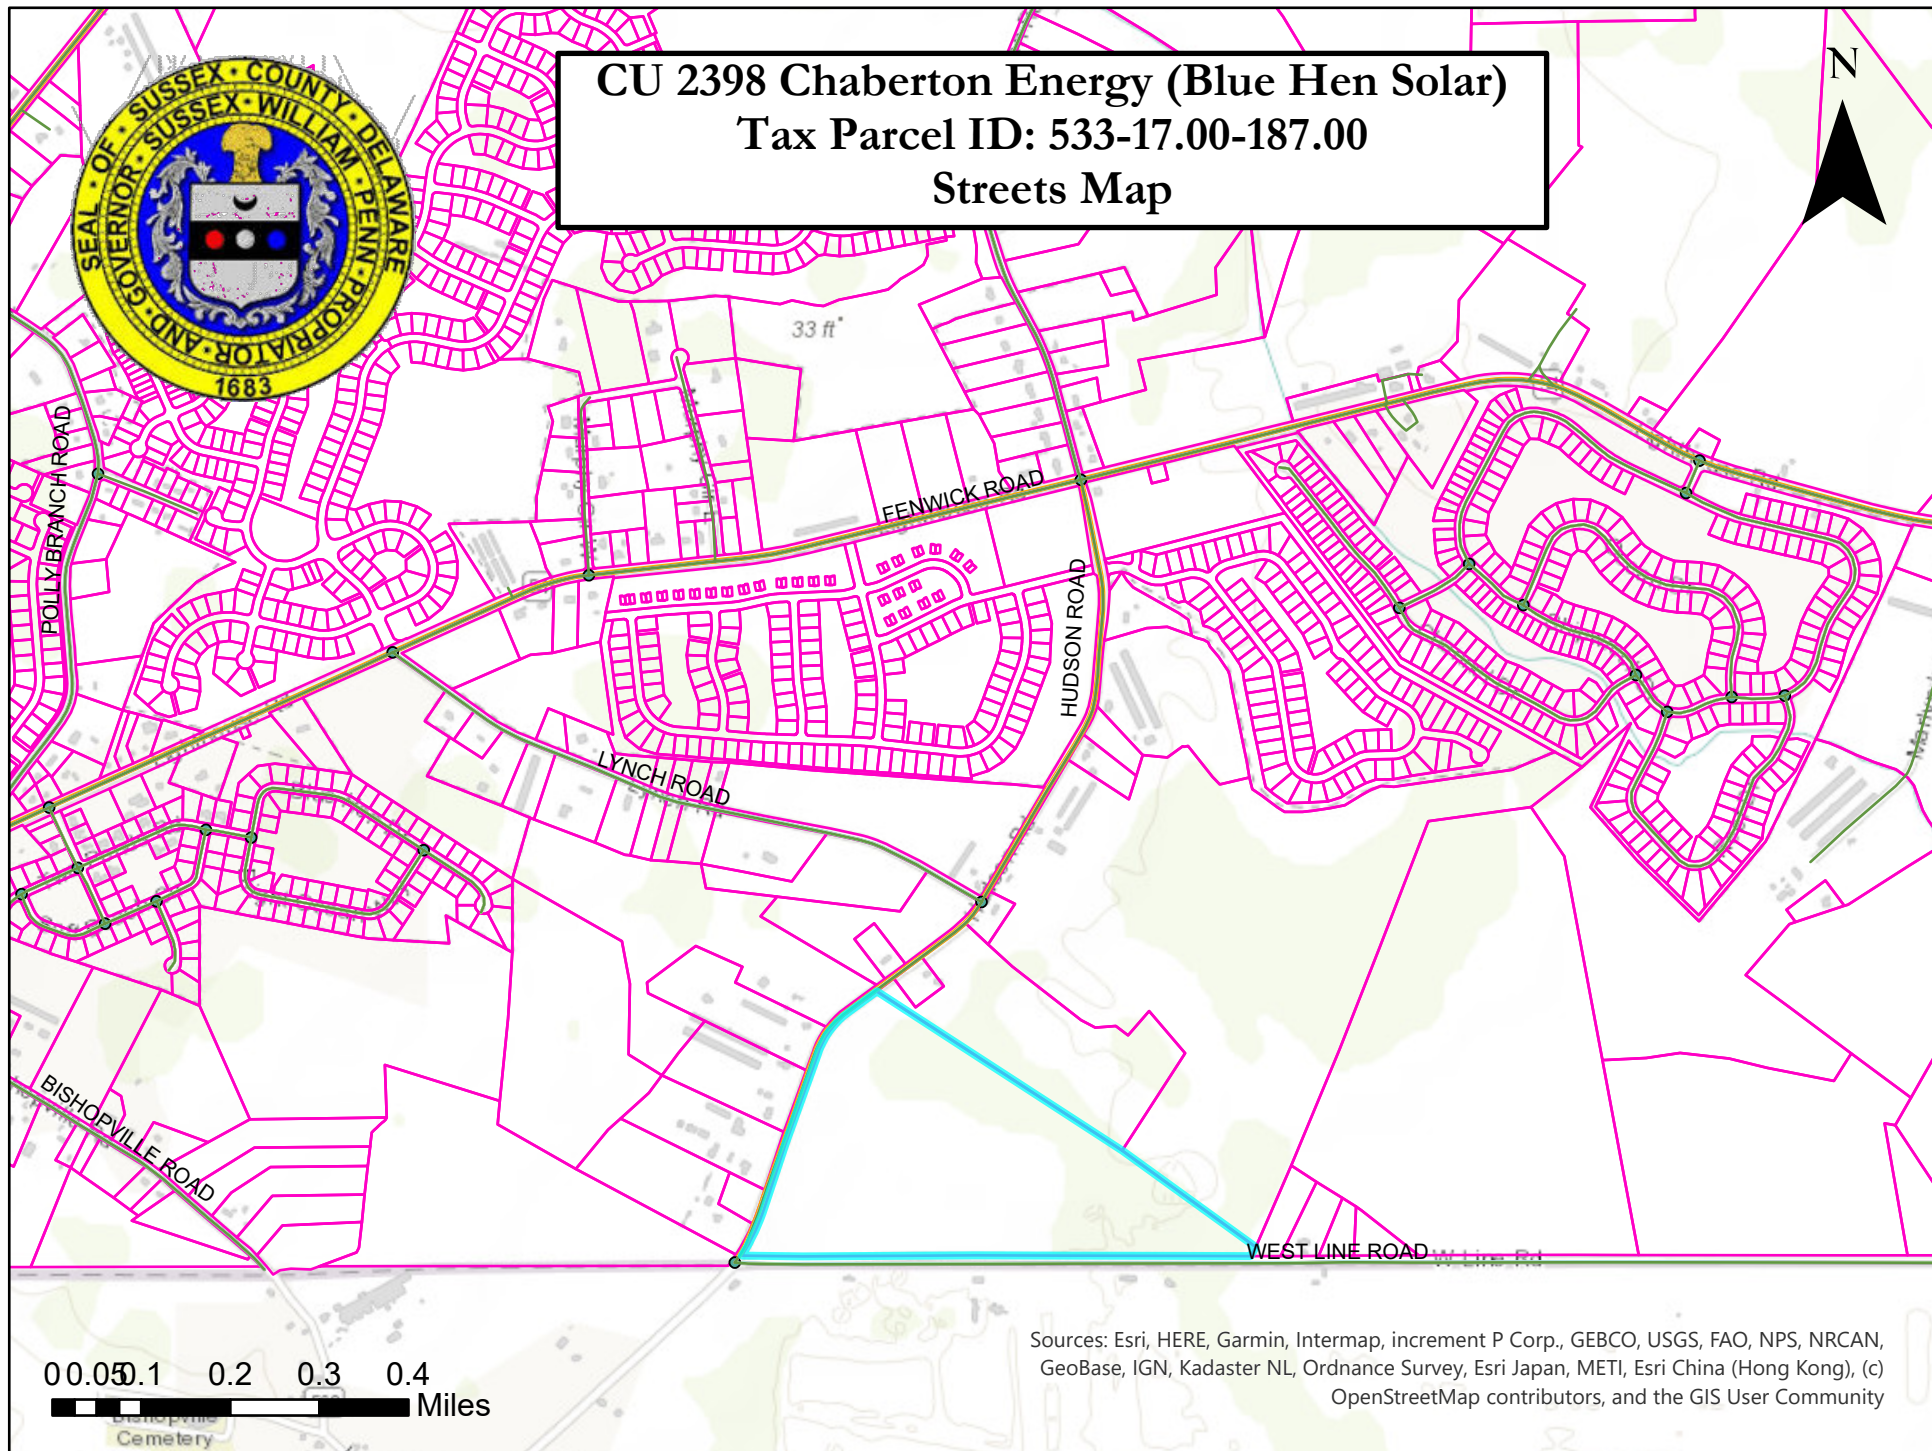 CU 2398 Chaberton Energy (Blue Hen Solar)
Tax Parcel ID: 533-17.00-187.00
Streets Map
N
SEAL · OF · SUSSEX · COUNTY · DELAWARE
GOVERNOR · SUSSEX · WILLIAM · PENN · PROPRIATOR · AND
1683
33 ft
POLLY BRANCH ROAD
FENWICK ROAD
HUDSON ROAD
LYNCH ROAD
BISHOPVILLE ROAD
WEST LINE ROAD
W Line Rd
Sources: Esri, HERE, Garmin, Intermap, increment P Corp., GEBCO, USGS, FAO, NPS, NRCAN,
GeoBase, IGN, Kadaster NL, Ordnance Survey, Esri Japan, METI, Esri China (Hong Kong), (c)
OpenStreetMap contributors, and the GIS User Community
0 0.05 0.1 0.2 0.3 0.4
Miles
Bishopville
Cemetery